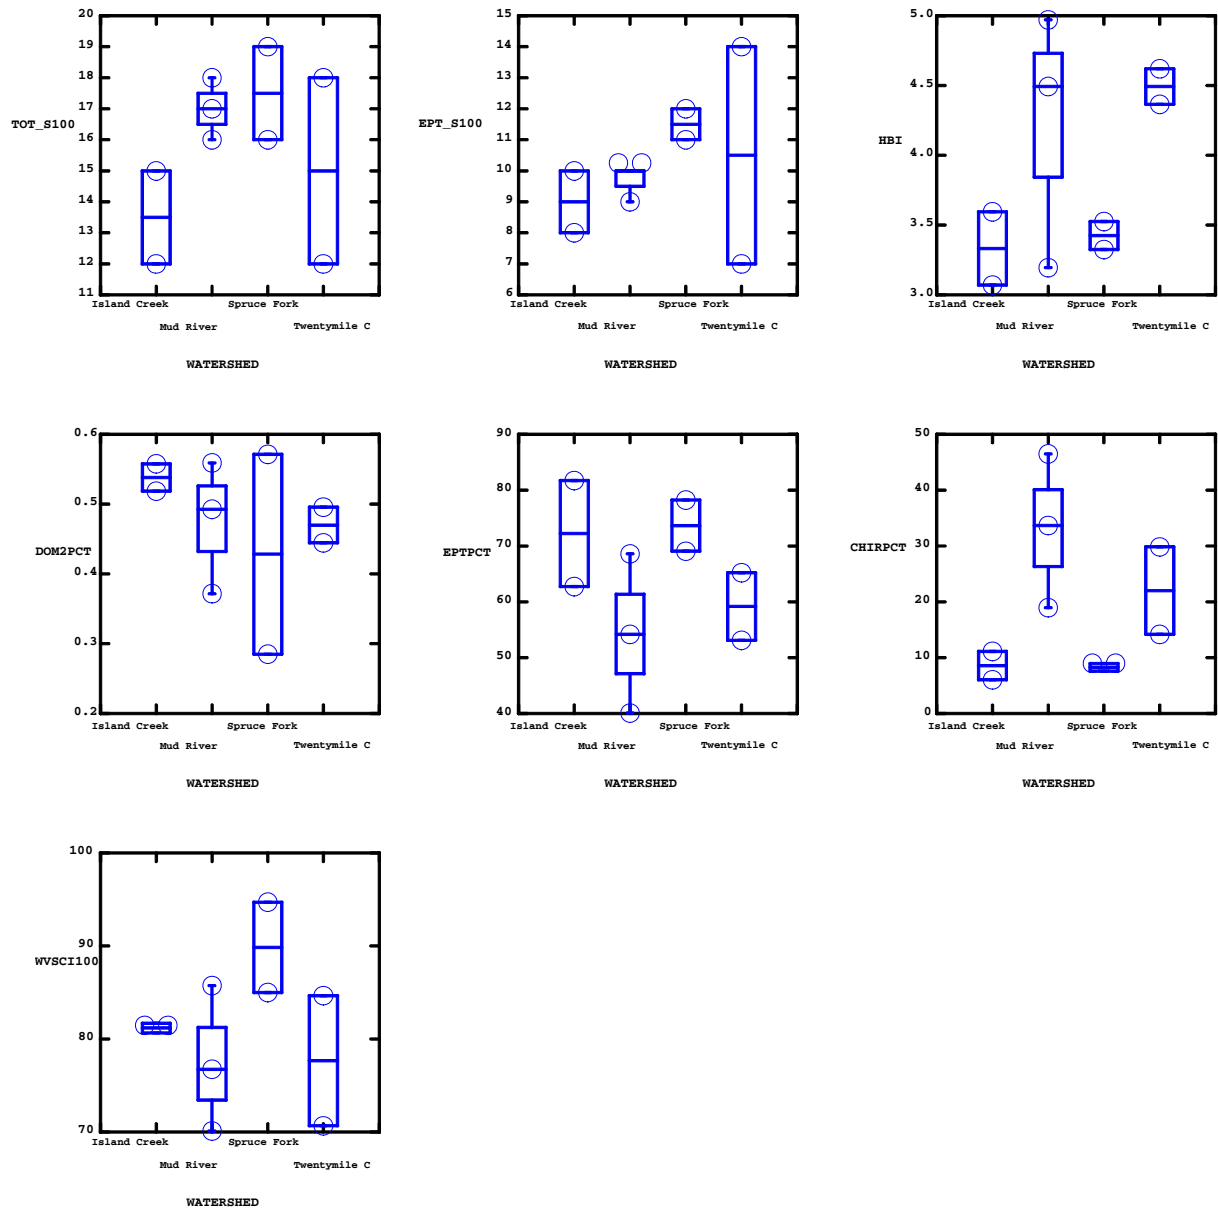 20
19
18
17
16
15
14
13
12
11
TOT_S100
Island Creek
Spruce Fork
Mud River
Twentymile C
WATERSHED
15
14
13
12
11
10
9
8
7
6
EPT_S100
Island Creek
Spruce Fork
Mud River
Twentymile C
WATERSHED
5.0
4.5
4.0
3.5
3.0
HBI
Island Creek
Spruce Fork
Mud River
Twentymile C
WATERSHED
0.6
0.5
0.4
0.3
0.2
DOM2PCT
Island Creek
Spruce Fork
Mud River
Twentymile C
WATERSHED
90
80
70
60
50
40
EPTPCT
Island Creek
Spruce Fork
Mud River
Twentymile C
WATERSHED
50
40
30
20
10
0
CHIRPCT
Island Creek
Spruce Fork
Mud River
Twentymile C
WATERSHED
100
90
80
70
WVSCI100
Island Creek
Spruce Fork
Mud River
Twentymile C
WATERSHED